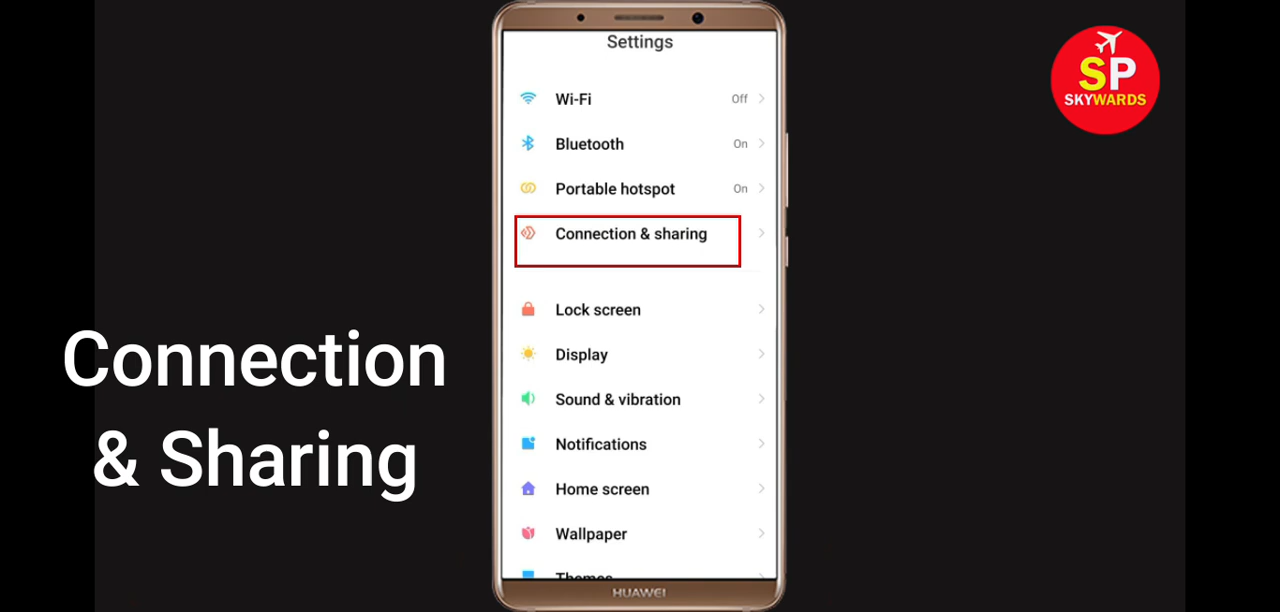 Settings
Wi-Fi Off
Bluetooth On
Portable hotspot On
Connection & sharing
Lock screen
Display
Sound & vibration
Notifications
Home screen
Wallpaper
Themes
HUAWEI
Connection
& Sharing
SP
SKYWARDS